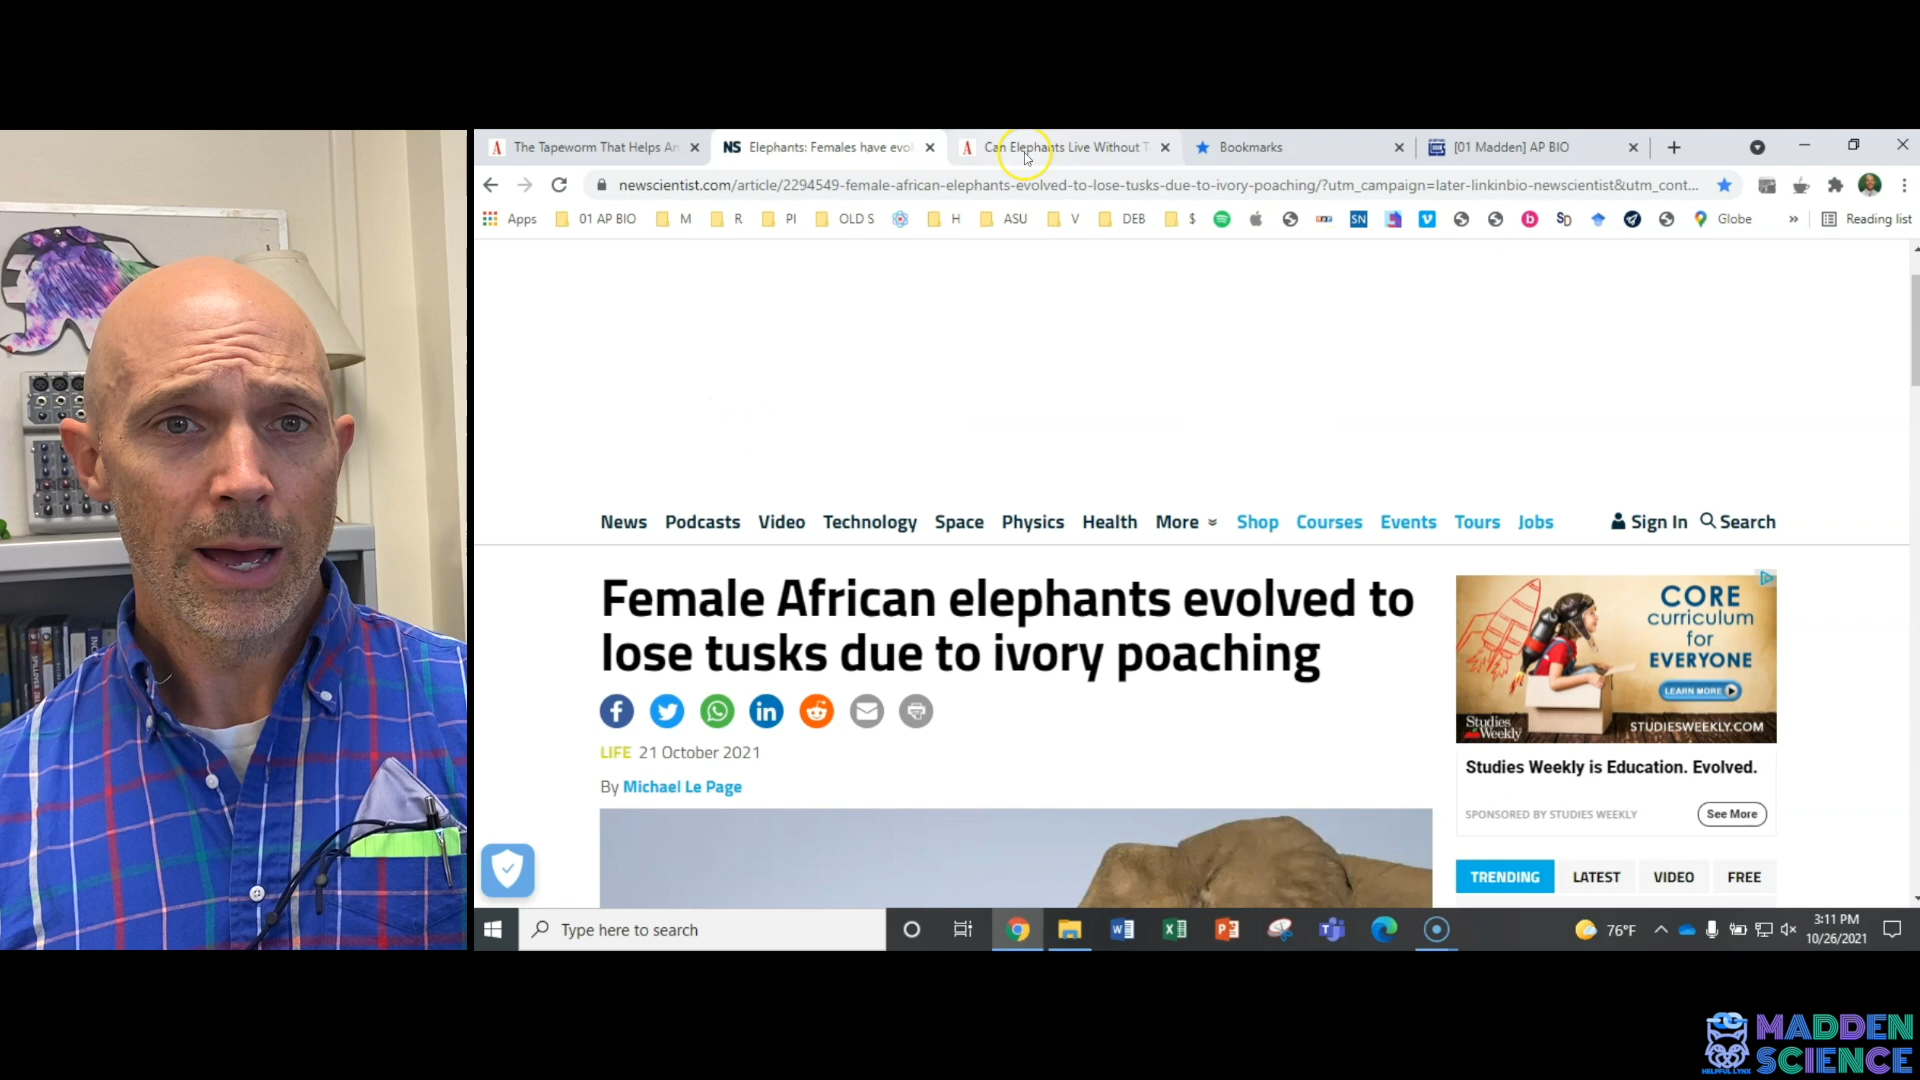 The Tapeworm That Helps An
NS Elephants: Females have evol
Can Elephants Live Without T
Bookmarks
[01 Madden] AP BIO
newscientist.com/article/2294549-female-african-elephants-evolved-to-lose-tusks-due-to-ivory-poaching/?utm_campaign=later-linkinbio-newscientist&utm_cont...
Apps 01 AP BIO M R PI OLD S H ASU V DEB $ SN b SD Globe » Reading list
News Podcasts Video Technology Space Physics Health More Shop Courses Events Tours Jobs Sign In Search
Female African elephants evolved to
lose tusks due to ivory poaching
LIFE 21 October 2021
By Michael Le Page
CORE
curriculum
for
EVERYONE
LEARN MORE
Studies
Weekly
STUDIESWEEKLY.COM
Studies Weekly is Education. Evolved.
SPONSORED BY STUDIES WEEKLY
See More
TRENDING LATEST VIDEO FREE
Type here to search
76°F
3:11 PM
10/26/2021
MADDEN
SCIENCE
HELPFUL LYNX